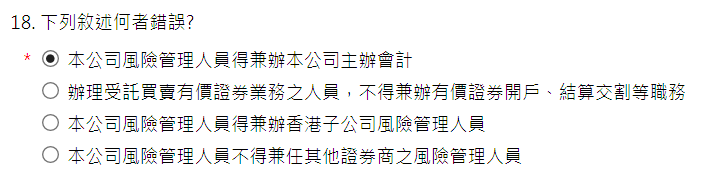 18. 下列敘述何者錯誤?
* 本公司風險管理人員得兼辦本公司主辦會計
辦理受託買賣有價證券業務之人員，不得兼辦有價證券開戶、結算交割等職務
本公司風險管理人員得兼辦香港子公司風險管理人員
本公司風險管理人員不得兼任其他證券商之風險管理人員